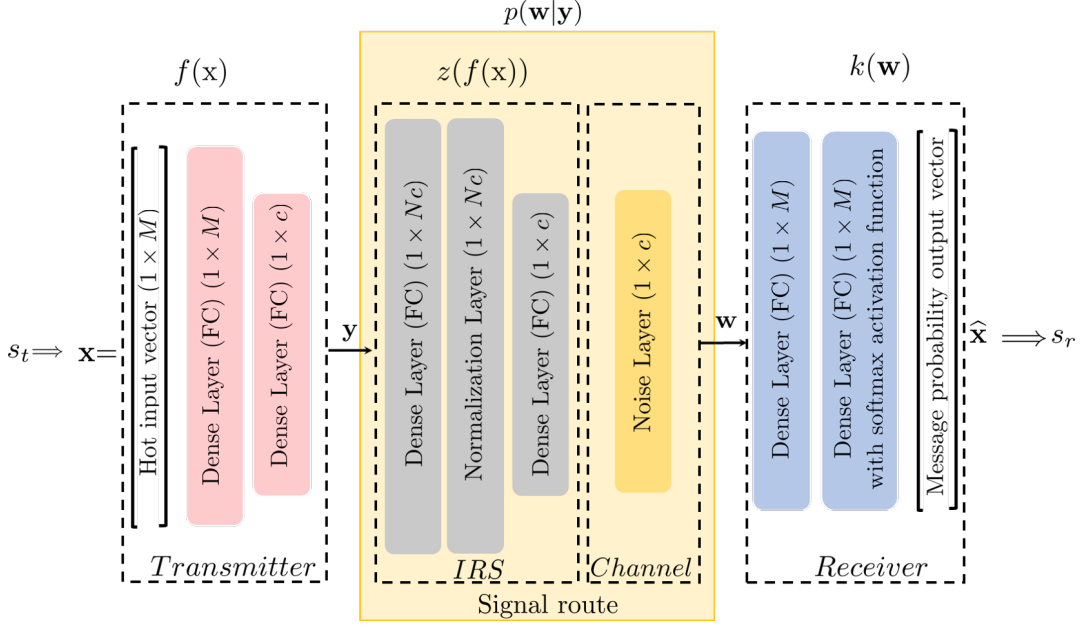 p(w|y)
f(x)
z(f(x))
k(w)
s_t ⟹ x=
Hot input vector (1 × M)
Dense Layer (FC) (1 × M)
Dense Layer (FC) (1 × c)
Transmitter
y
Dense Layer (FC) (1 × Nc)
Normalization Layer (1 × Nc)
Dense Layer (FC) (1 × c)
IRS
Noise Layer (1 × c)
Channel
Signal route
w
Dense Layer (FC) (1 × M)
Dense Layer (FC) (1 × M)
with softmax activation function
Message probability output vector
Receiver
x̂ ⟹ s_r